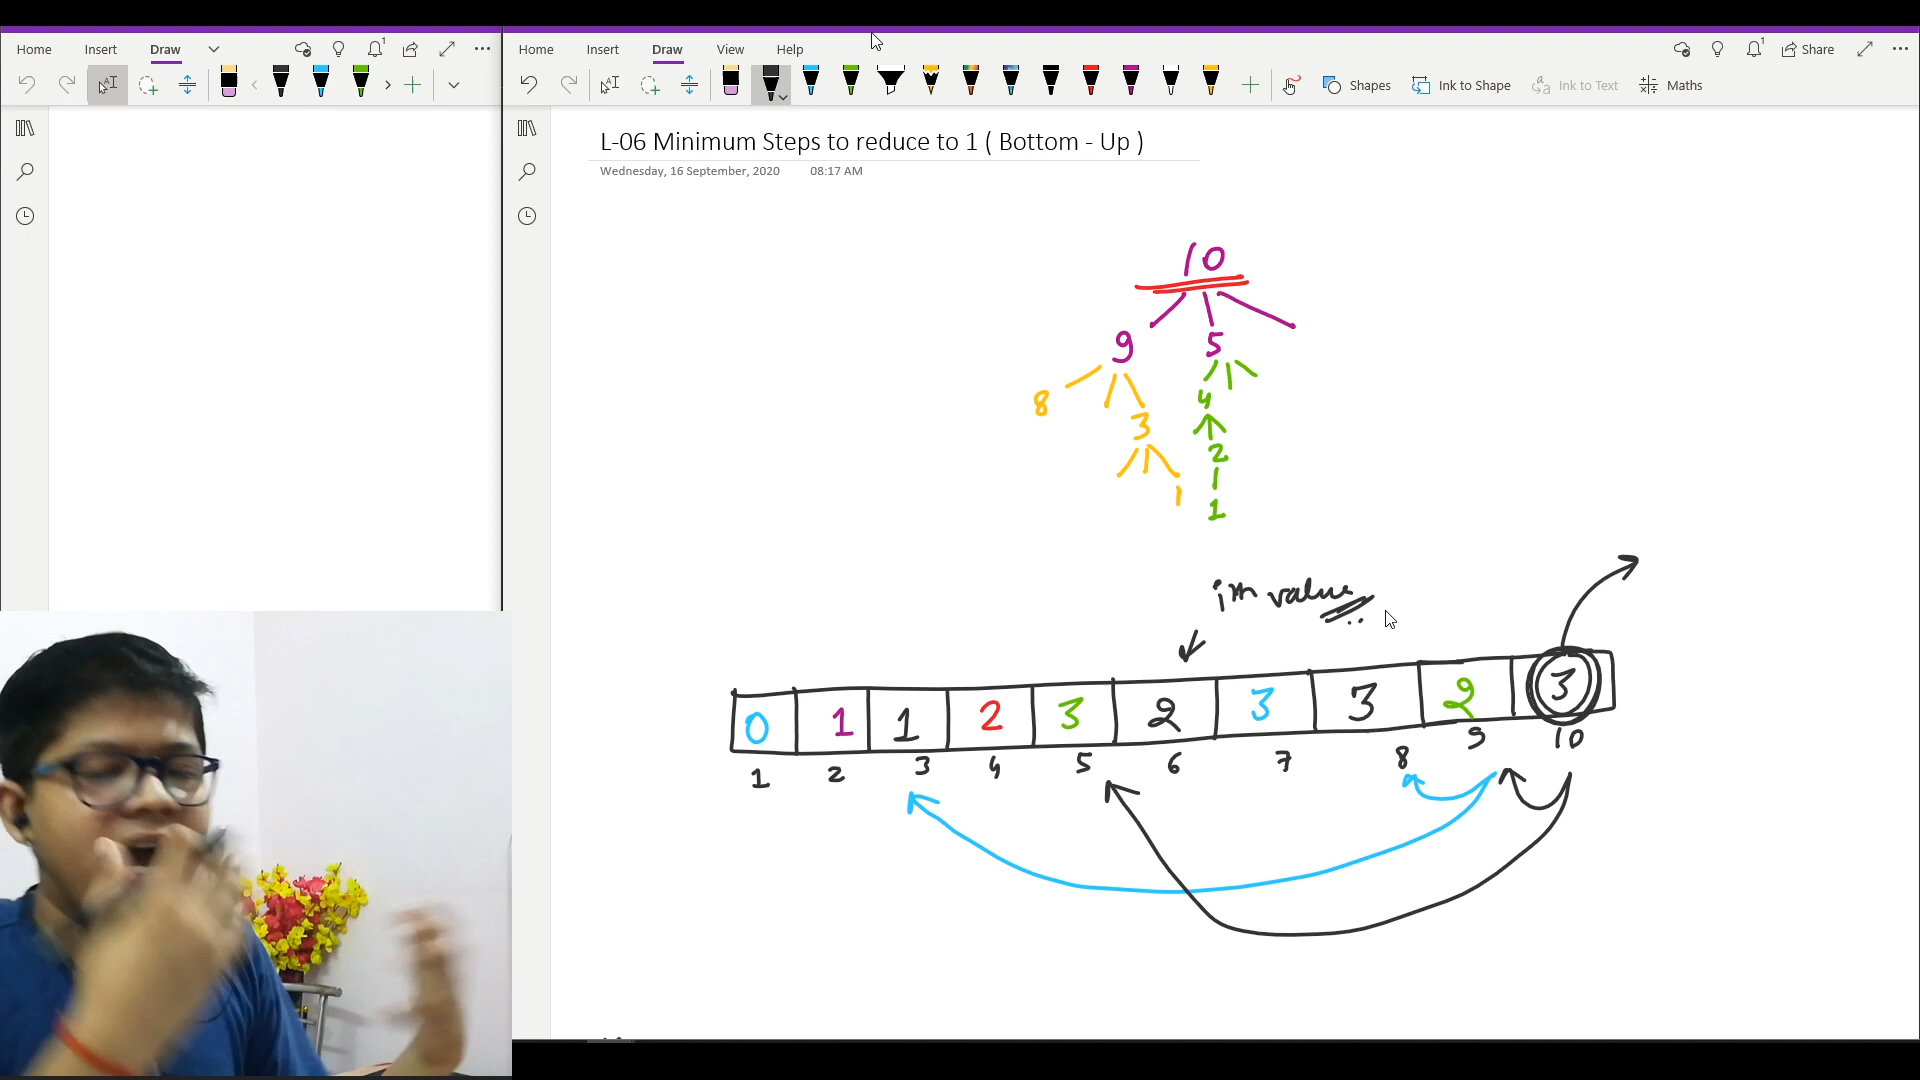 Home Insert Draw
Home Insert Draw View Help Share
Shapes Ink to Shape Ink to Text Maths
L-06 Minimum Steps to reduce to 1 ( Bottom - Up )
Wednesday, 16 September, 2020 08:17 AM
10
9 5
8 4
3
2
1 1
ith value
0 1 1 2 3 2 3 3 2 3
1 2 3 4 5 6 7 8 9 10